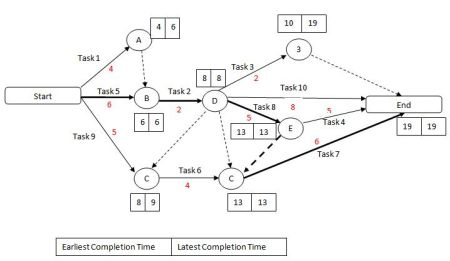 4 6
10 19
A
3
Task 1
4
8 8
Task 3
2
Start
Task 5
6
B
Task 2
2
D
Task 10
8
End
Task 8
5
E
5
Task 4
6 6
13 13
19 19
Task 9
5
6
Task 7
C
Task 6
4
C
8 9
13 13
Earliest Completion Time Latest Completion Time